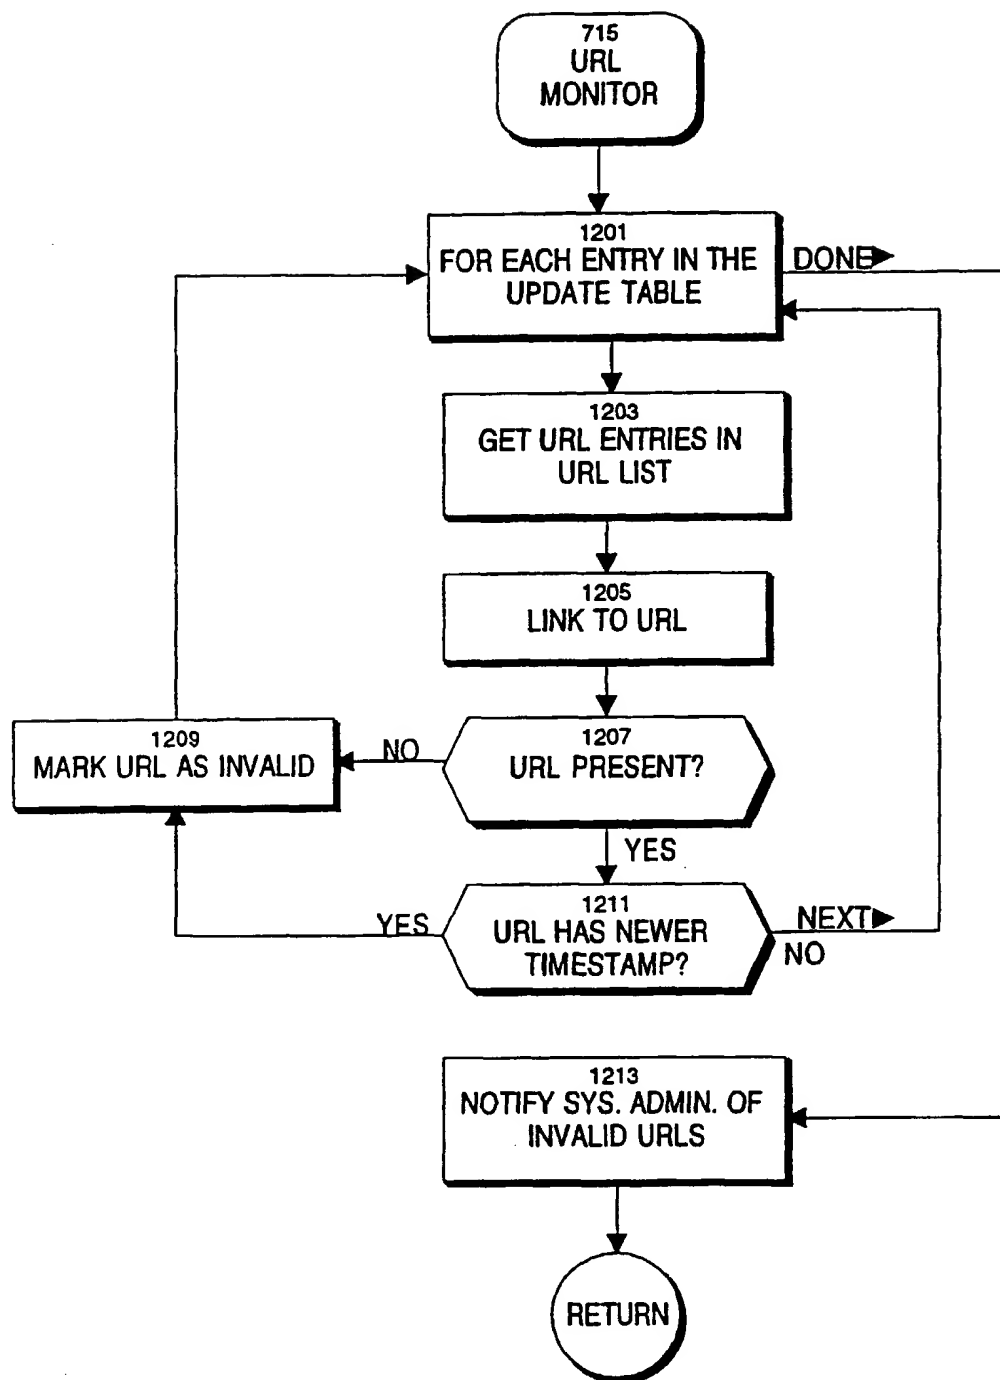 715
URL
MONITOR
1201
FOR EACH ENTRY IN THE
UPDATE TABLE
DONE
1203
GET URL ENTRIES IN
URL LIST
1205
LINK TO URL
1207
URL PRESENT?
NO
1209
MARK URL AS INVALID
YES
1211
URL HAS NEWER
TIMESTAMP?
YES
NEXT
NO
1213
NOTIFY SYS. ADMIN. OF
INVALID URLS
RETURN